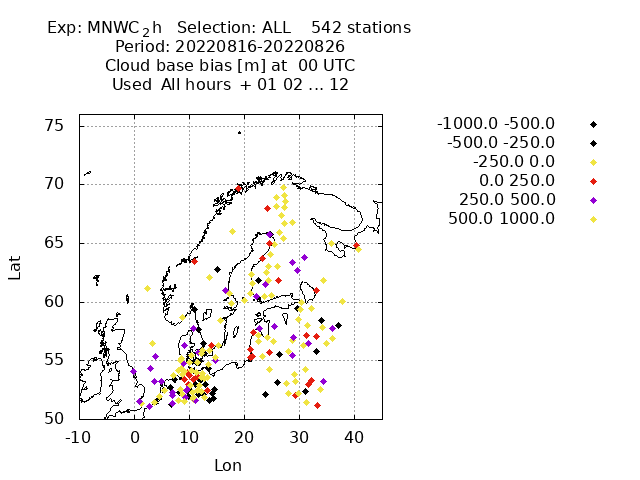 Exp: MNWC₂h   Selection: ALL    542 stations
Period: 20220816-20220826
Cloud base bias [m] at  00 UTC
Used  All hours  + 01 02 ... 12
-1000.0 -500.0
-500.0 -250.0
-250.0 0.0
0.0 250.0
250.0 500.0
500.0 1000.0
75
70
65
60
55
50
Lat
-10 0 10 20 30 40
Lon